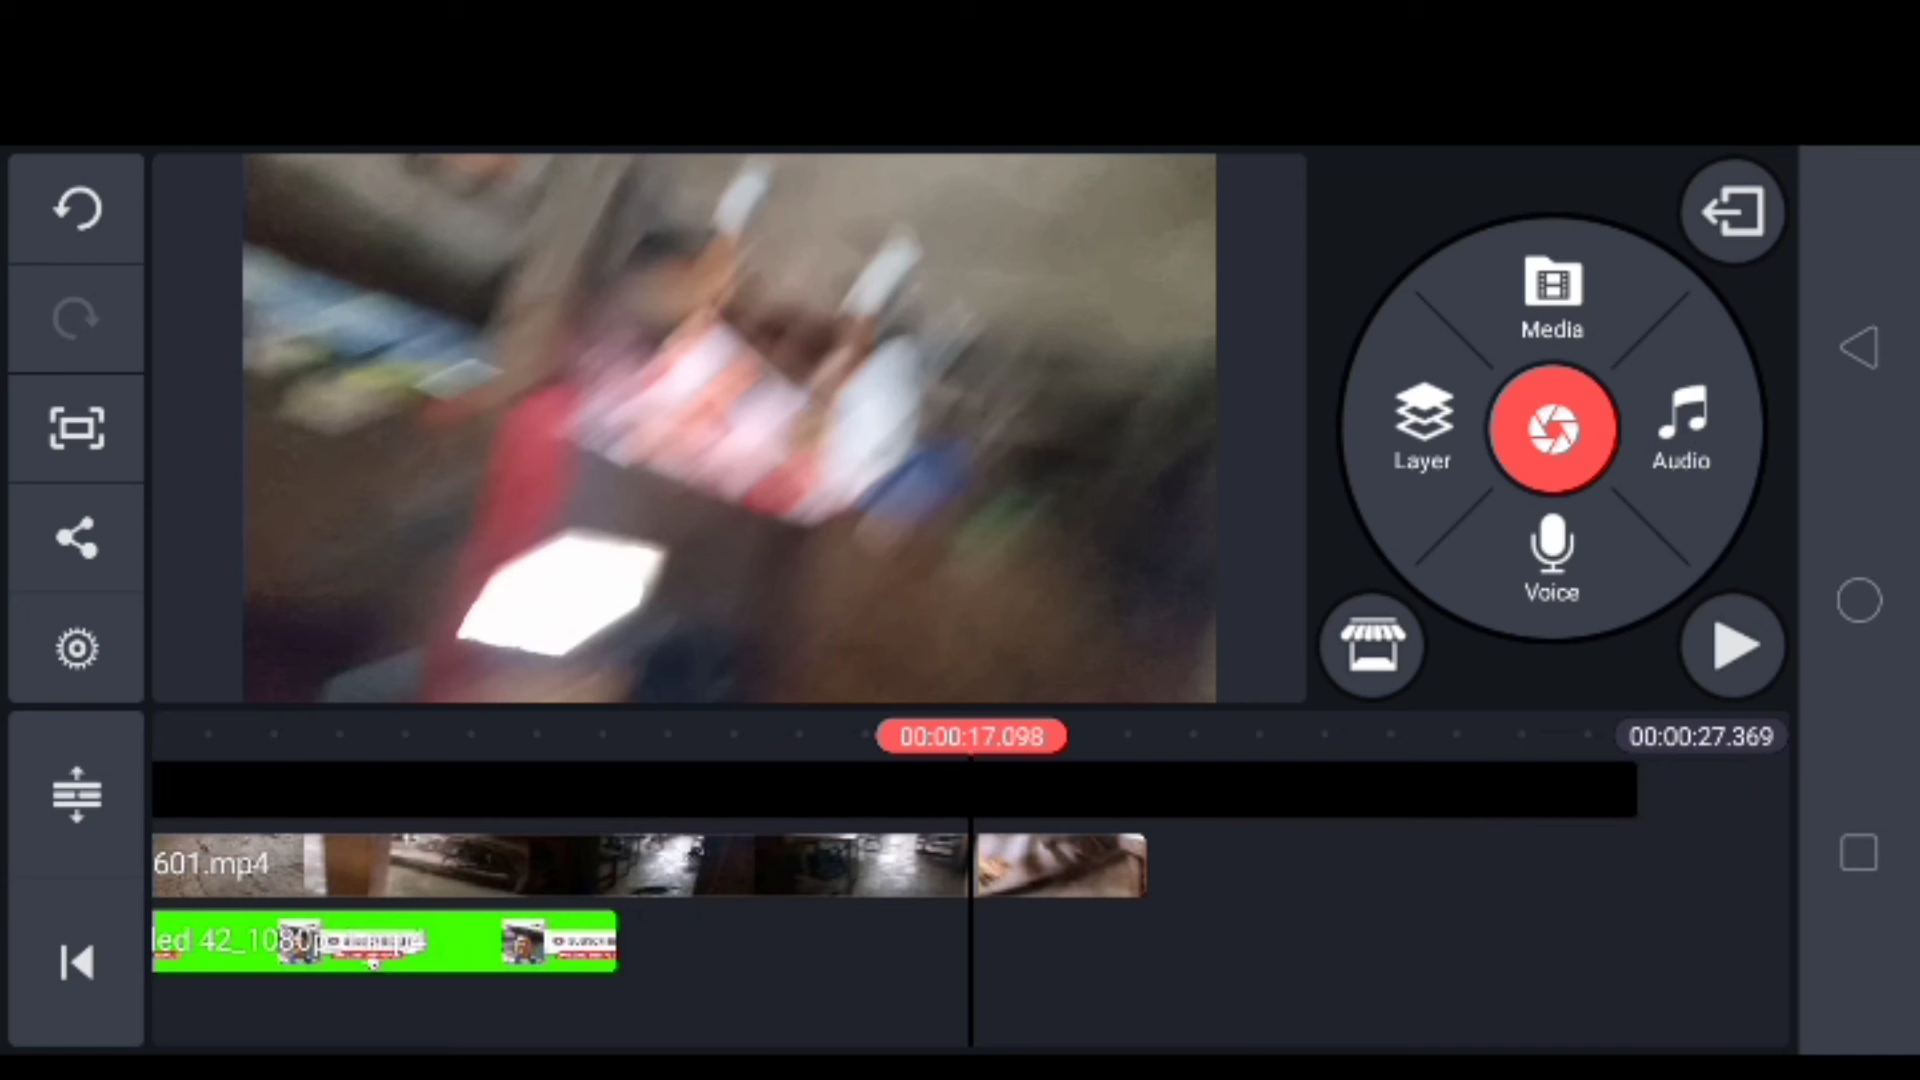 Media
Layer
Audio
Voice
00:00:17.098
00:00:27.369
601.mp4
led 42_1080p